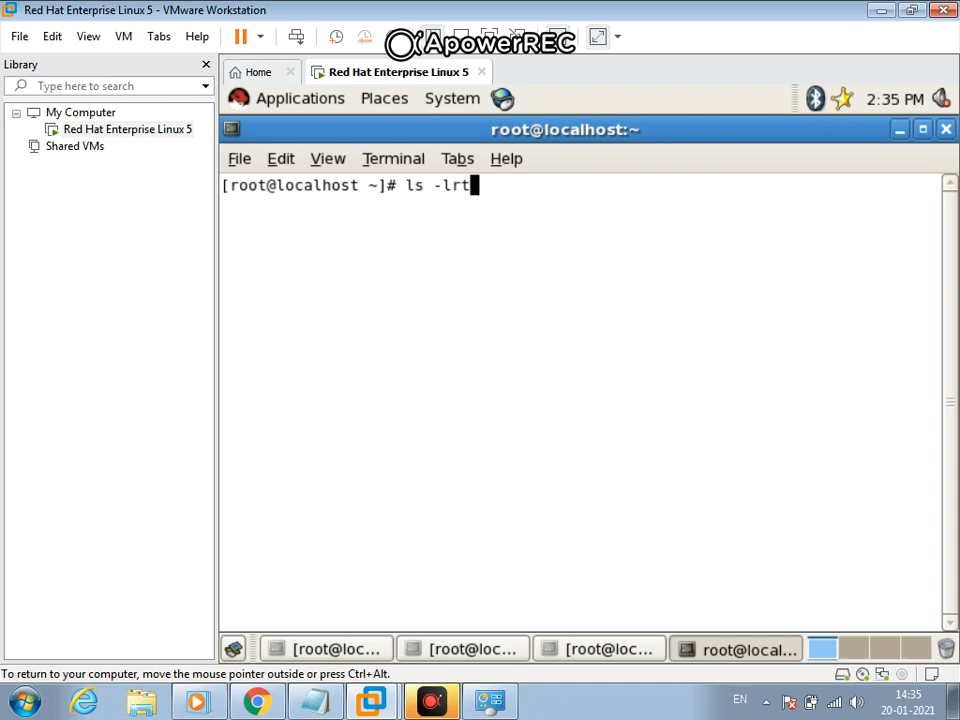 Red Hat Enterprise Linux 5 - VMware Workstation
File Edit View VM Tabs Help
ApowerREC
Library
Type here to search
My Computer
Red Hat Enterprise Linux 5
Shared VMs
Home
Red Hat Enterprise Linux 5
Applications Places System
2:35 PM
root@localhost:~
File Edit View Terminal Tabs Help
[root@localhost ~]# ls -lrt
[root@loc... [root@loc... [root@loc... root@local...
To return to your computer, move the mouse pointer outside or press Ctrl+Alt.
EN
14:35
20-01-2021